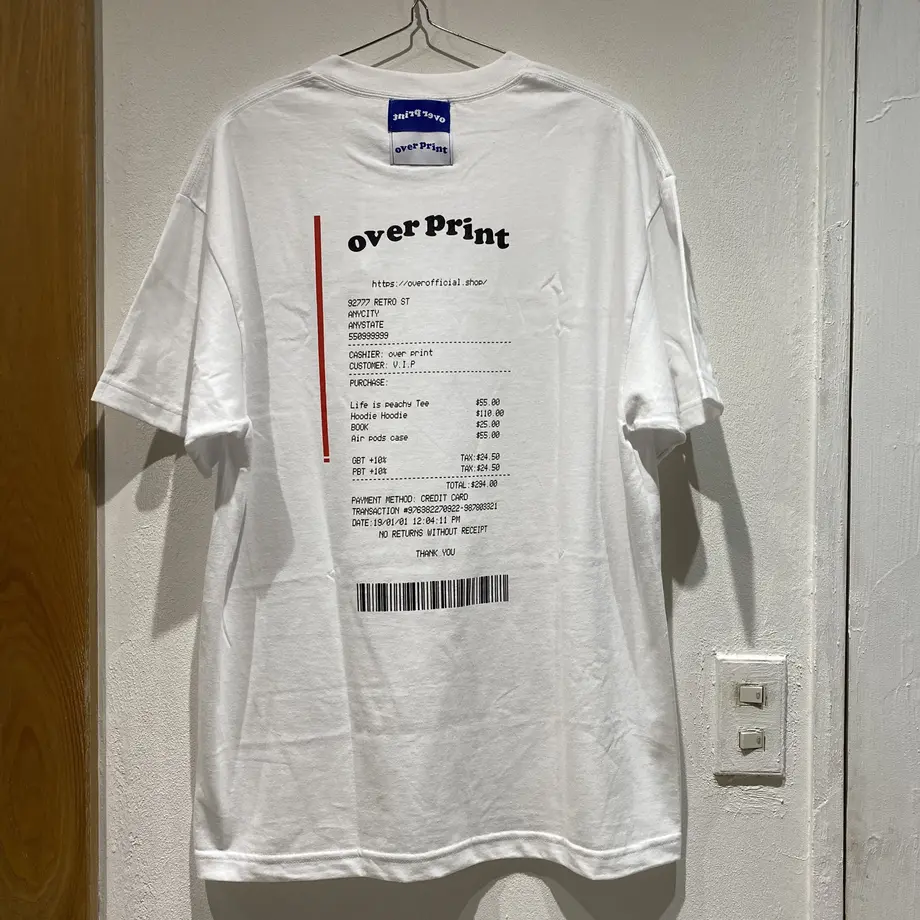 over print
over print
over print
https://overofficial.shop/
92777 RETRO ST
ANYCITY
ANYSTATE
550999999
CASHIER: over print
CUSTOMER: V.I.P
PURCHASE:
Life is peachy Tee $55.00
Hoodie Hoodie $110.00
BOOK $25.00
Air pods case $55.00
GBT +10% TAX:$24.50
PBT +10% TAX:$24.50
TOTAL:$294.00
PAYMENT METHOD: CREDIT CARD
TRANSACTION #976382270922-987803321
DATE:19/01/01 12:04:11 PM
NO RETURNS WITHOUT RECEIPT
THANK YOU